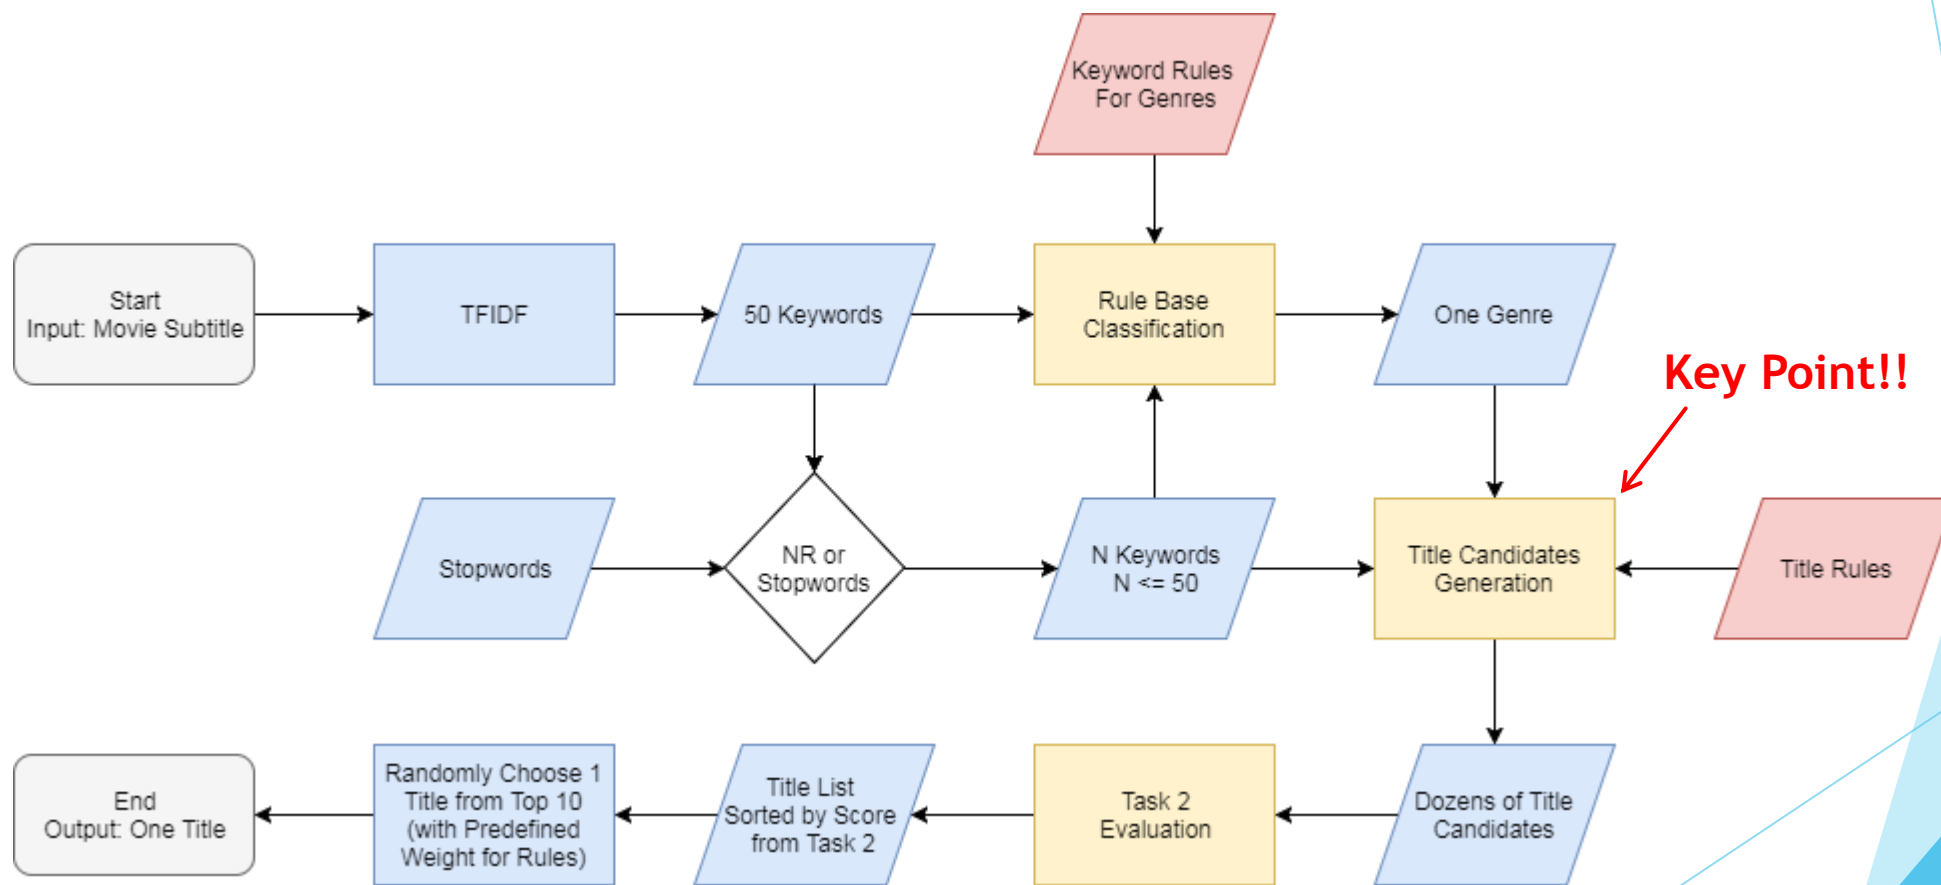 Keyword Rules
For Genres
Start
Input: Movie Subtitle
TFIDF
50 Keywords
Rule Base
Classification
One Genre
Key Point!!
Stopwords
NR or
Stopwords
N Keywords
N <= 50
Title Candidates
Generation
Title Rules
End
Output: One Title
Randomly Choose 1
Title from Top 10
(with Predefined
Weight for Rules)
Title List
Sorted by Score
from Task 2
Task 2
Evaluation
Dozens of Title
Candidates